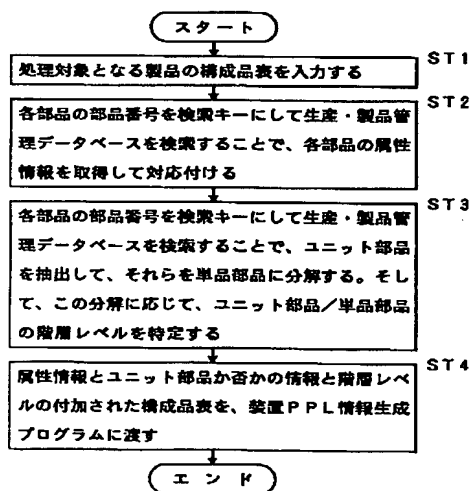 スタート
ST1
処理対象となる製品の構成品表を入力する
ST2
各部品の部品番号を検索キーにして生産・製品管
理データベースを検索することで、各部品の属性
情報を取得して対応付ける
ST3
各部品の部品番号を検索キーにして生産・製品管
理データベースを検索することで、ユニット部品
を抽出して、それらを単品部品に分解する。そし
て、この分解に応じて、ユニット部品/単品部品
の階層レベルを特定する
ST4
属性情報とユニット部品か否かの情報と階層レベ
ルの付加された構成品表を、装置PPL情報生成
プログラムに渡す
エンド